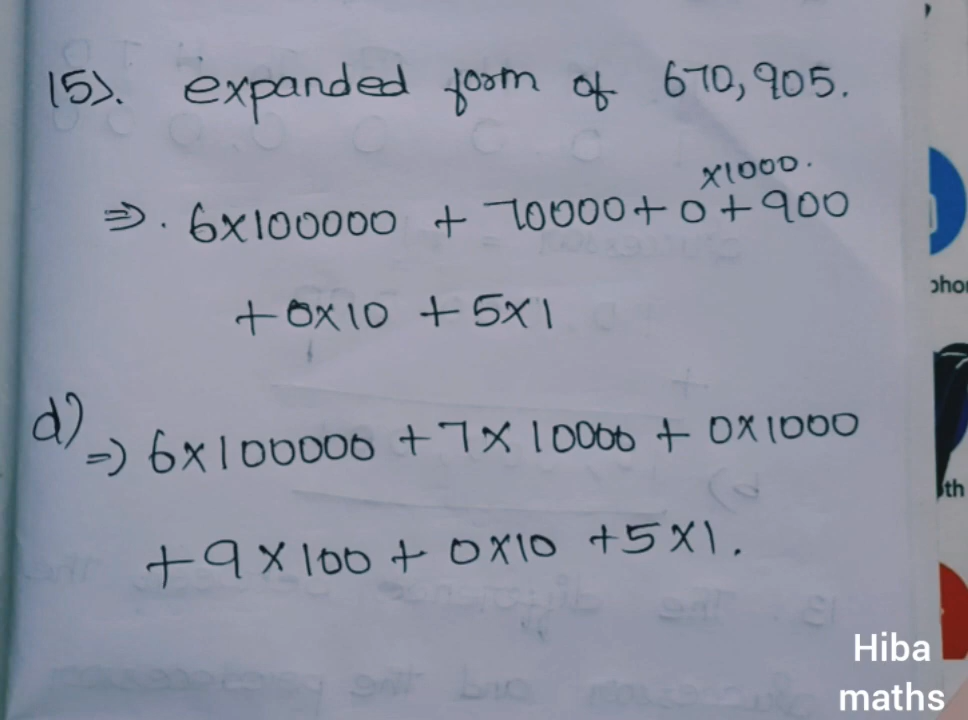 15). expanded form of 670,905.
×1000.
⇒. 6×100000 + 70000+0+900
+0×10 +5×1
d)
⇒ 6×100000 +7×10000 + 0×1000
+9×100+0×10 +5×1.
th
Hiba
maths